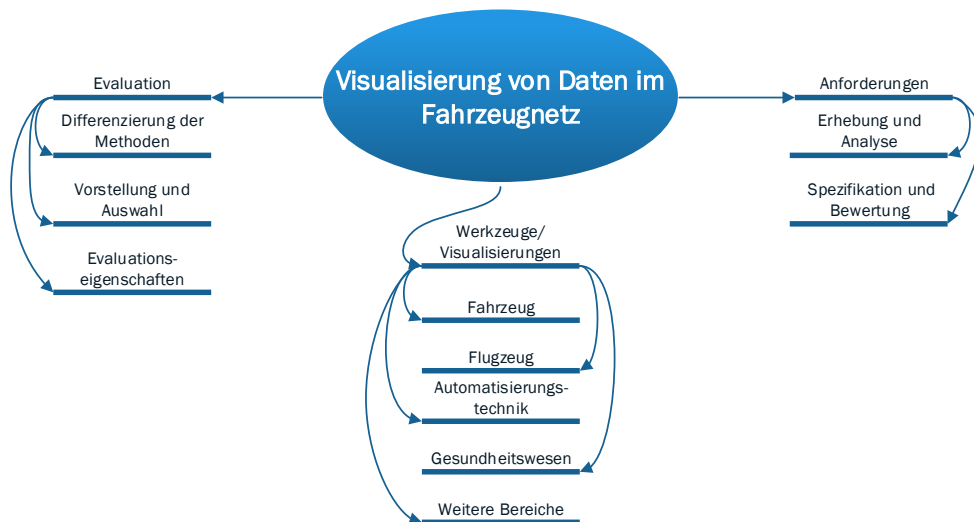 Visualisierung von Daten im
Fahrzeugnetz
Evaluation
Differenzierung der
Methoden
Vorstellung und
Auswahl
Evaluations-
eigenschaften
Werkzeuge/
Visualisierungen
Fahrzeug
Flugzeug
Automatisierungs-
technik
Gesundheitswesen
Weitere Bereiche
Anforderungen
Erhebung und
Analyse
Spezifikation und
Bewertung